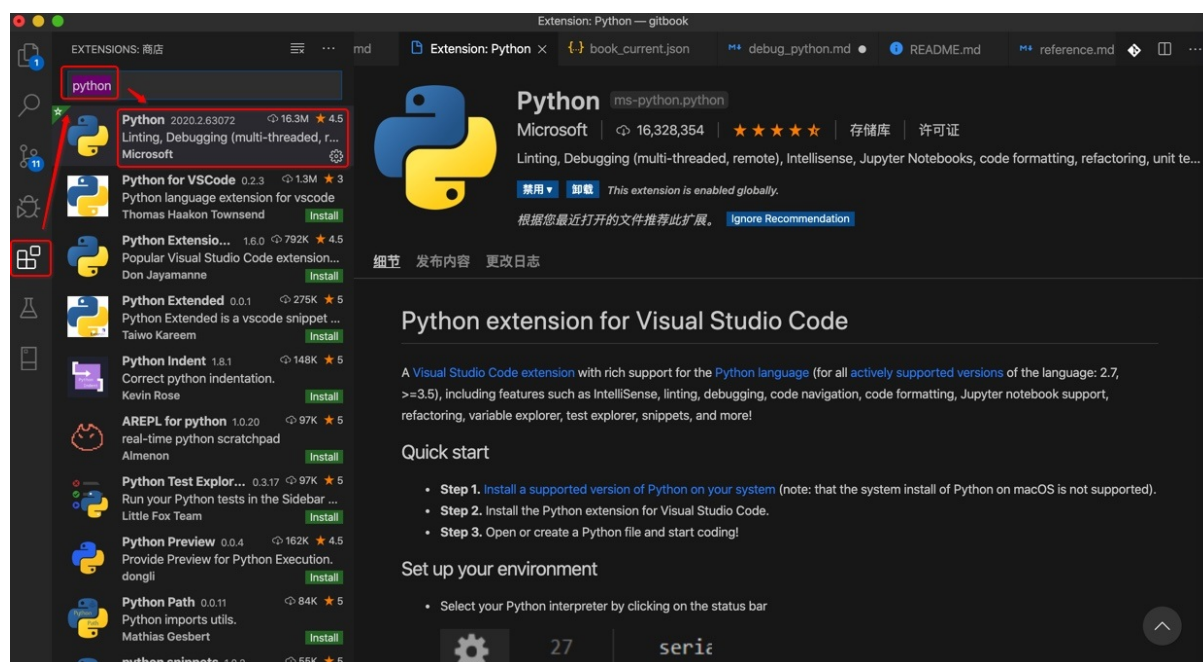 Extension: Python — gitbook
EXTENSIONS: 商店
md
Extension: Python
{..} book_current.json
debug_python.md
README.md
reference.md
1
11
python
Python 2020.2.63072 16.3M ★ 4.5
Linting, Debugging (multi-threaded, r...
Microsoft
Python for VSCode 0.2.3 1.3M ★ 3
Python language extension for vscode
Thomas Haakon Townsend Install
Python Extensio... 1.6.0 792K ★ 4.5
Popular Visual Studio Code extension...
Don Jayamanne Install
Python Extended 0.0.1 275K ★ 5
Python Extended is a vscode snippet ...
Taiwo Kareem Install
Python Indent 1.8.1 148K ★ 5
Correct python indentation.
Kevin Rose Install
AREPL for python 1.0.20 97K ★ 5
real-time python scratchpad
Almenon Install
Python Test Explor... 0.3.17 97K ★ 5
Run your Python tests in the Sidebar ...
Little Fox Team Install
Python Preview 0.0.4 162K ★ 4.5
Provide Preview for Python Execution.
dongli Install
Python Path 0.0.11 84K ★ 5
Python imports utils.
Mathias Gesbert Install
Python ms-python.python
Microsoft 16,328,354 存储库 许可证
Linting, Debugging (multi-threaded, remote), Intellisense, Jupyter Notebooks, code formatting, refactoring, unit te...
禁用 卸载 This extension is enabled globally.
根据您最近打开的文件推荐此扩展。 Ignore Recommendation
细节 发布内容 更改日志
Python extension for Visual Studio Code
A Visual Studio Code extension with rich support for the Python language (for all actively supported versions of the language: 2.7,
>=3.5), including features such as IntelliSense, linting, debugging, code navigation, code formatting, Jupyter notebook support,
refactoring, variable explorer, test explorer, snippets, and more!
Quick start
• Step 1. Install a supported version of Python on your system (note: that the system install of Python on macOS is not supported).
• Step 2. Install the Python extension for Visual Studio Code.
• Step 3. Open or create a Python file and start coding!
Set up your environment
• Select your Python interpreter by clicking on the status bar
27 seria